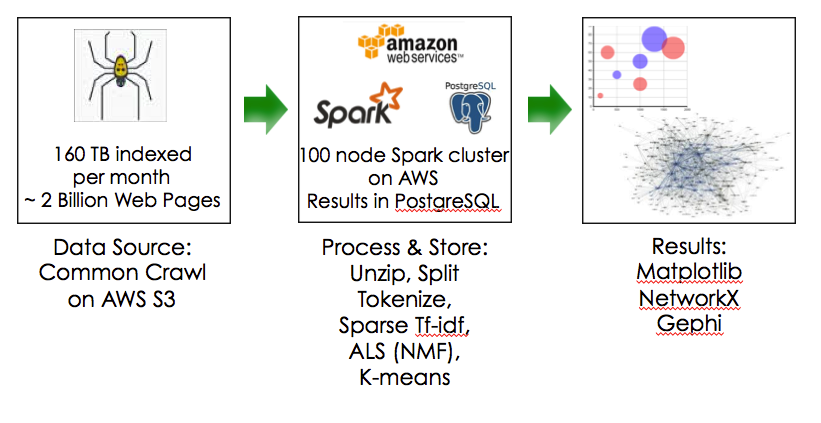 160 TB indexed
per month
~ 2 Billion Web Pages
Data Source:
Common Crawl
on AWS S3
amazon
web services™
Spark
PostgreSQL
100 node Spark cluster
on AWS
Results in PostgreSQL
Process & Store:
Unzip, Split
Tokenize,
Sparse Tf-idf,
ALS (NMF),
K-means
Results:
Matplotlib
NetworkX
Gephi